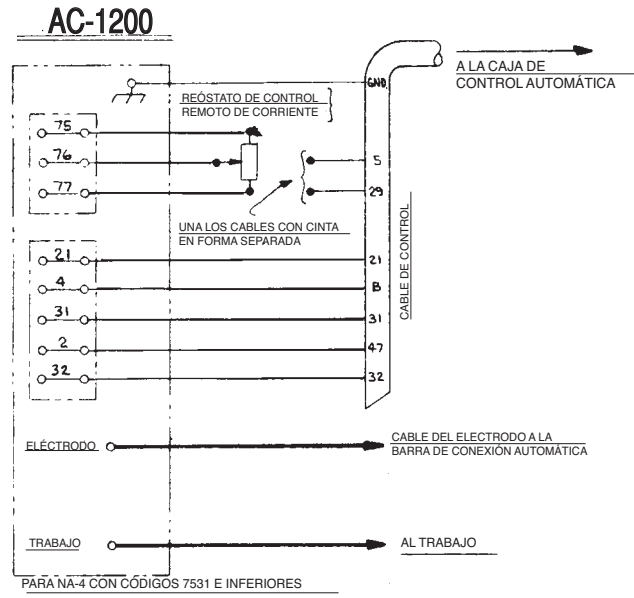 AC-1200
A LA CAJA DE
CONTROL AUTOMÁTICA
GND
REÓSTATO DE CONTROL
REMOTO DE CORRIENTE
75
76
77
5
29
UNA LOS CABLES CON CINTA
EN FORMA SEPARADA
CABLE DE CONTROL
21
21
4
B
31
31
2
47
32
32
ELÉCTRODO
CABLE DEL ELECTRODO A LA
BARRA DE CONEXIÓN AUTOMÁTICA
TRABAJO
AL TRABAJO
PARA NA-4 CON CÓDIGOS 7531 E INFERIORES